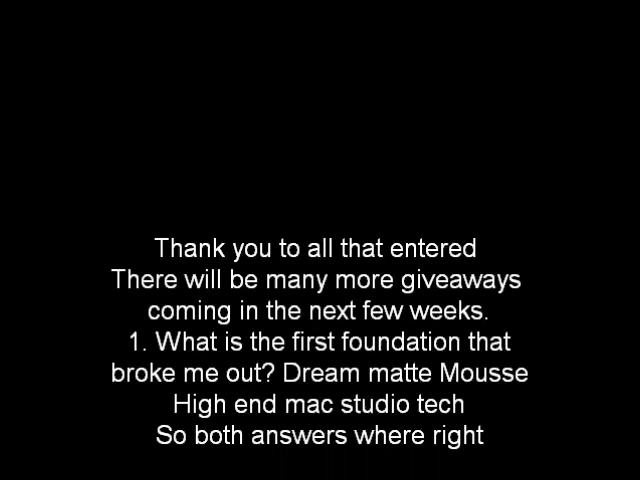 Thank you to all that entered
There will be many more giveaways
coming in the next few weeks.
1. What is the first foundation that
broke me out? Dream matte Mousse
High end mac studio tech
So both answers where right